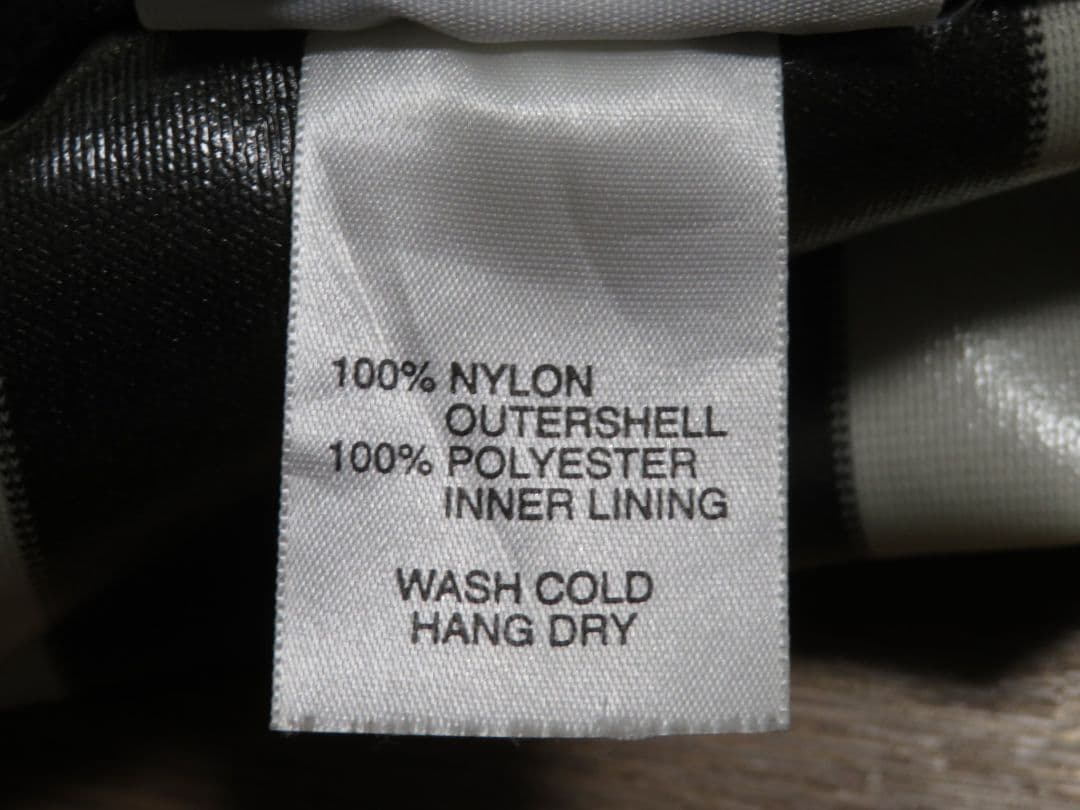 100% NYLON
OUTERSHELL
100% POLYESTER
INNER LINING
WASH COLD
HANG DRY